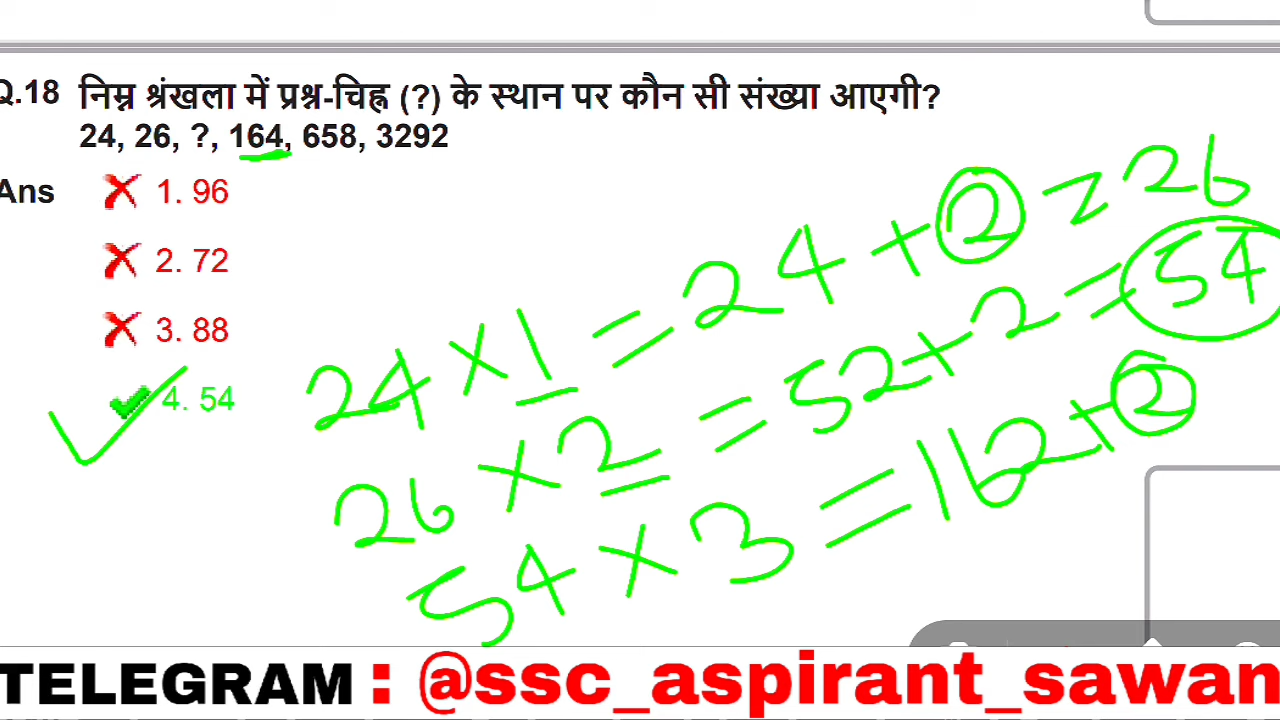 Q.18 निम्न श्रंखला में प्रश्न-चिह्न (?) के स्थान पर कौन सी संख्या आएगी?
24, 26, ?, 164, 658, 3292
Ans 1. 96
2. 72
3. 88
4. 54
24 × 1 = 24 + 2 = 26
26 × 2 = 52 + 2 = 54
54 × 3 = 162 + 2
TELEGRAM : @ssc_aspirant_sawan